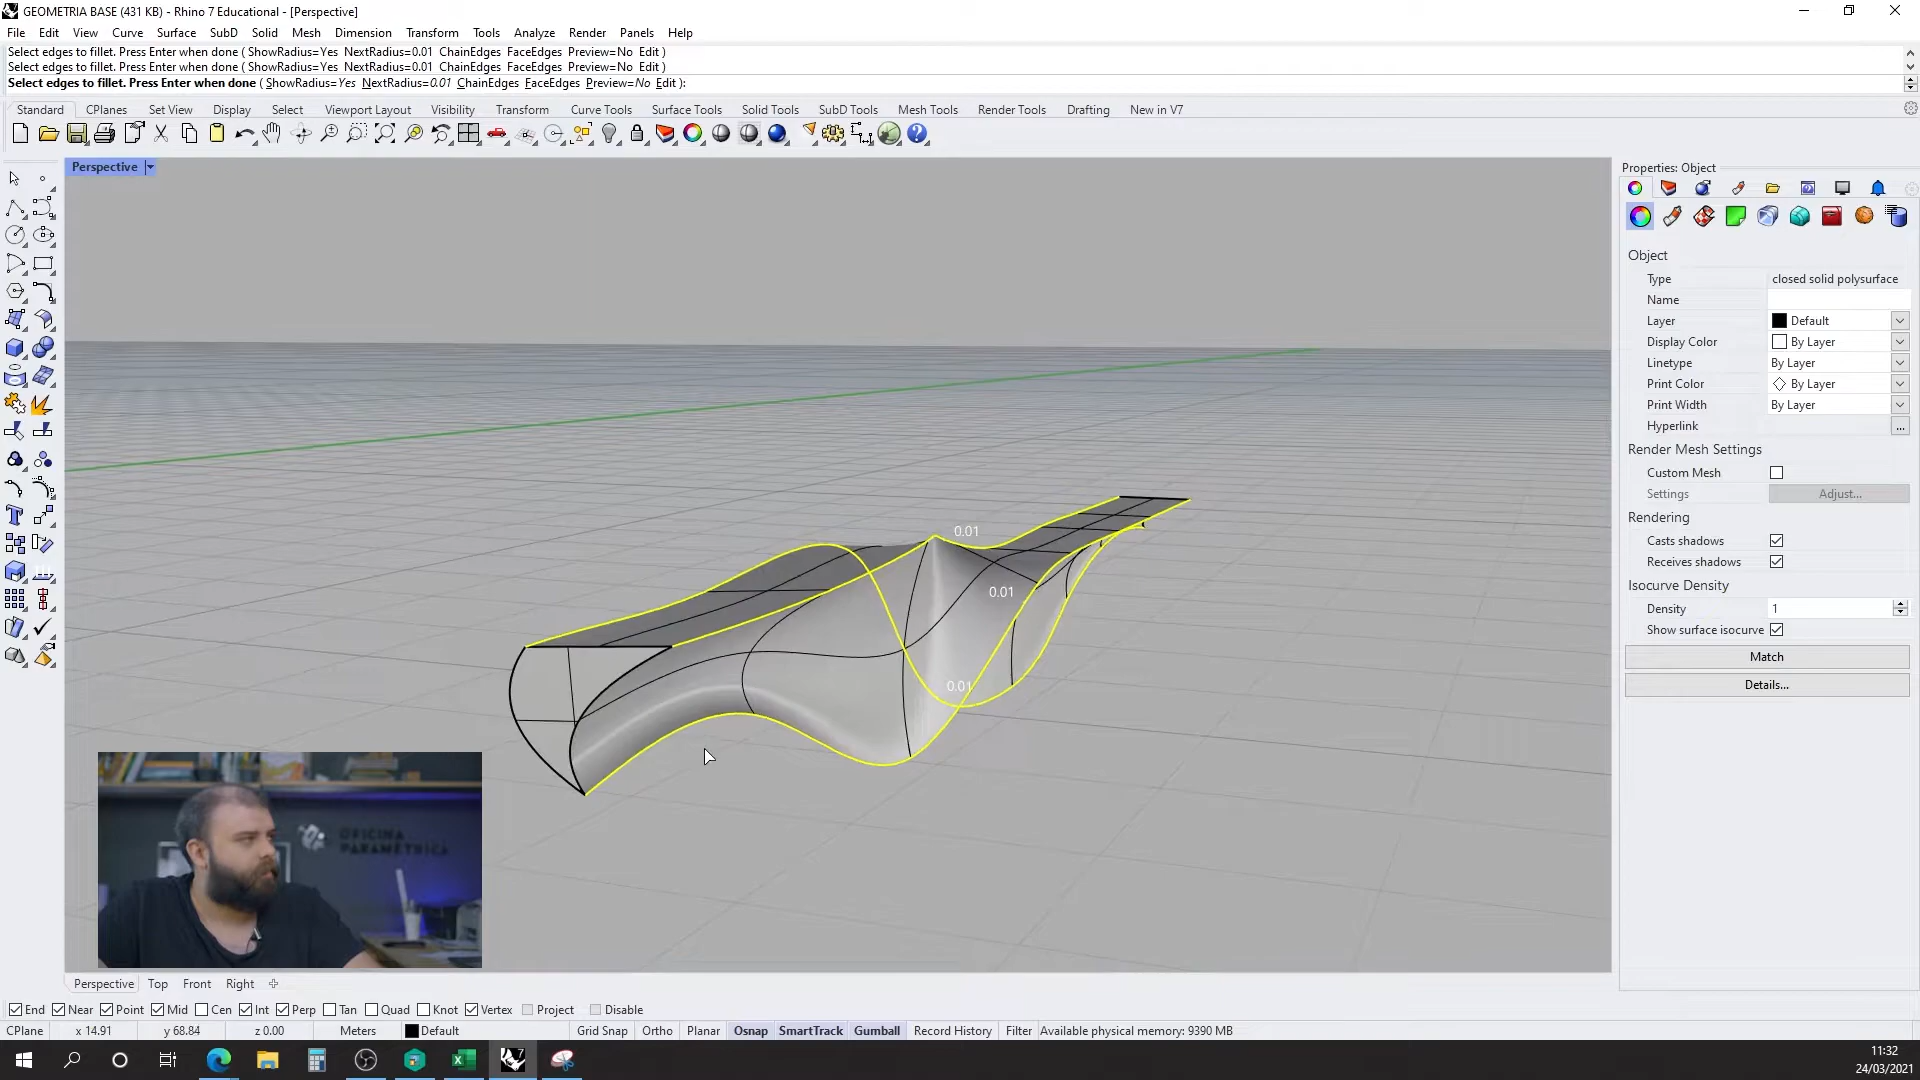 GEOMETRIA BASE (431 KB) - Rhino 7 Educational - [Perspective]
File Edit View Curve Surface SubD Solid Mesh Dimension Transform Tools Analyze Render Panels Help
Select edges to fillet. Press Enter when done ( ShowRadius=Yes NextRadius=0.01 ChainEdges FaceEdges Preview=No Edit )
Select edges to fillet. Press Enter when done ( ShowRadius=Yes NextRadius=0.01 ChainEdges FaceEdges Preview=No Edit )
Select edges to fillet. Press Enter when done ( ShowRadius=Yes NextRadius=0.01 ChainEdges FaceEdges Preview=No Edit ):
Standard CPlanes Set View Display Select Viewport Layout Visibility Transform Curve Tools Surface Tools Solid Tools SubD Tools Mesh Tools Render Tools Drafting New in V7
Perspective
Properties: Object
Object
Type closed solid polysurface
Name
Layer Default
Display Color By Layer
Linetype By Layer
Print Color By Layer
Print Width By Layer
Hyperlink ...
Render Mesh Settings
Custom Mesh
Settings Adjust...
Rendering
Casts shadows
Receives shadows
Isocurve Density
Density 1
Show surface isocurve
Match
Details...
0.01
0.01
0.01
OFICINA
PARAMÉTRICA
Perspective Top Front Right
End Near Point Mid Cen Int Perp Tan Quad Knot Vertex Project Disable
CPlane x 14.91 y 68.84 z 0.00 Meters Default Grid Snap Ortho Planar Osnap SmartTrack Gumball Record History Filter Available physical memory: 9390 MB
11:32
24/03/2021